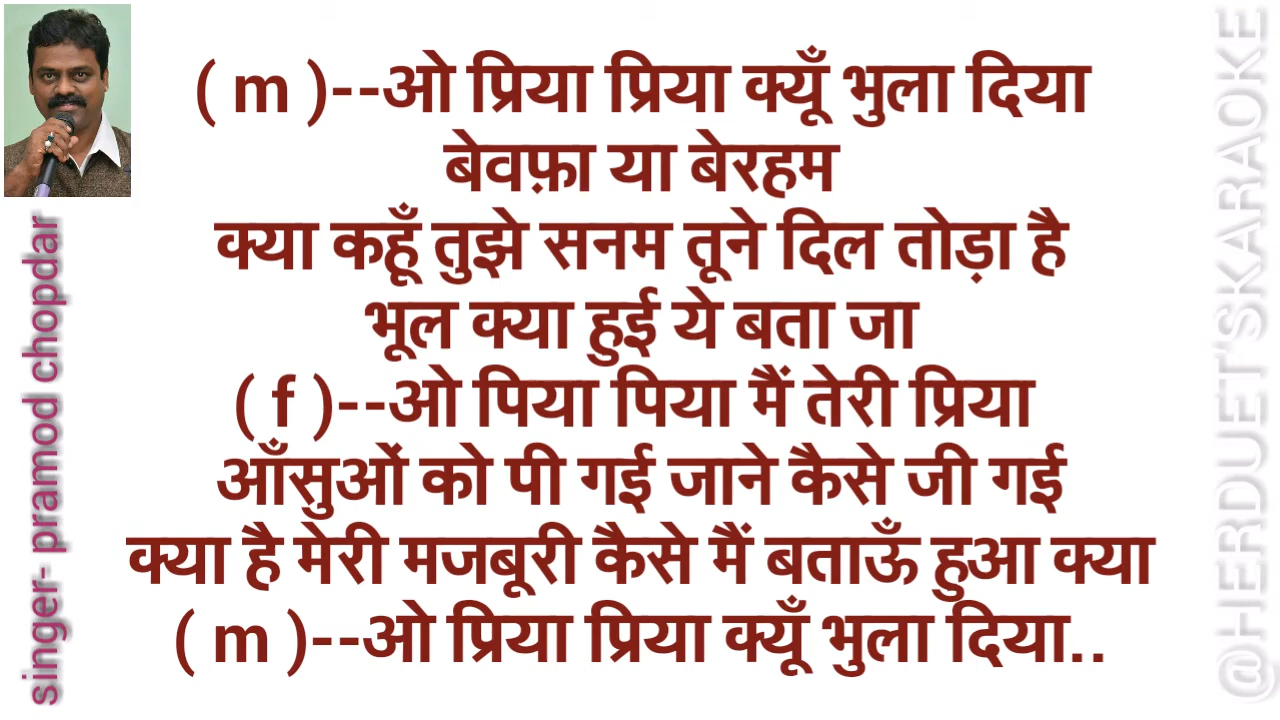 ( m )--ओ प्रिया प्रिया क्यूँ भुला दिया
बेवफ़ा या बेरहम
क्या कहूँ तुझे सनम तूने दिल तोड़ा है
भूल क्या हुई ये बता जा
( f )--ओ पिया पिया मैं तेरी प्रिया
आँसुओं को पी गई जाने कैसे जी गई
क्या है मेरी मजबूरी कैसे मैं बताऊँ हुआ क्या
( m )--ओ प्रिया प्रिया क्यूँ भुला दिया..
singer- pramod chopdar
@HERDUET'SKARAOKE